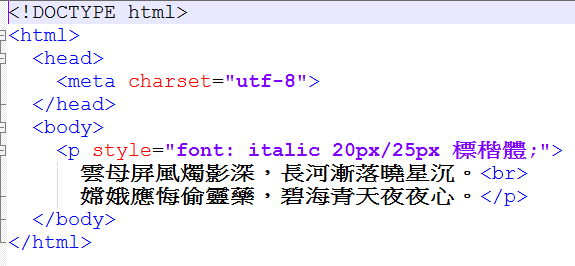 <!DOCTYPE html>
<html>
  <head>
    <meta charset="utf-8">
  </head>
  <body>
    <p style="font: italic 20px/25px 標楷體;">
      雲母屏風燭影深，長河漸落曉星沉。<br>
      嫦娥應悔偷靈藥，碧海青天夜夜心。</p>
  </body>
</html>